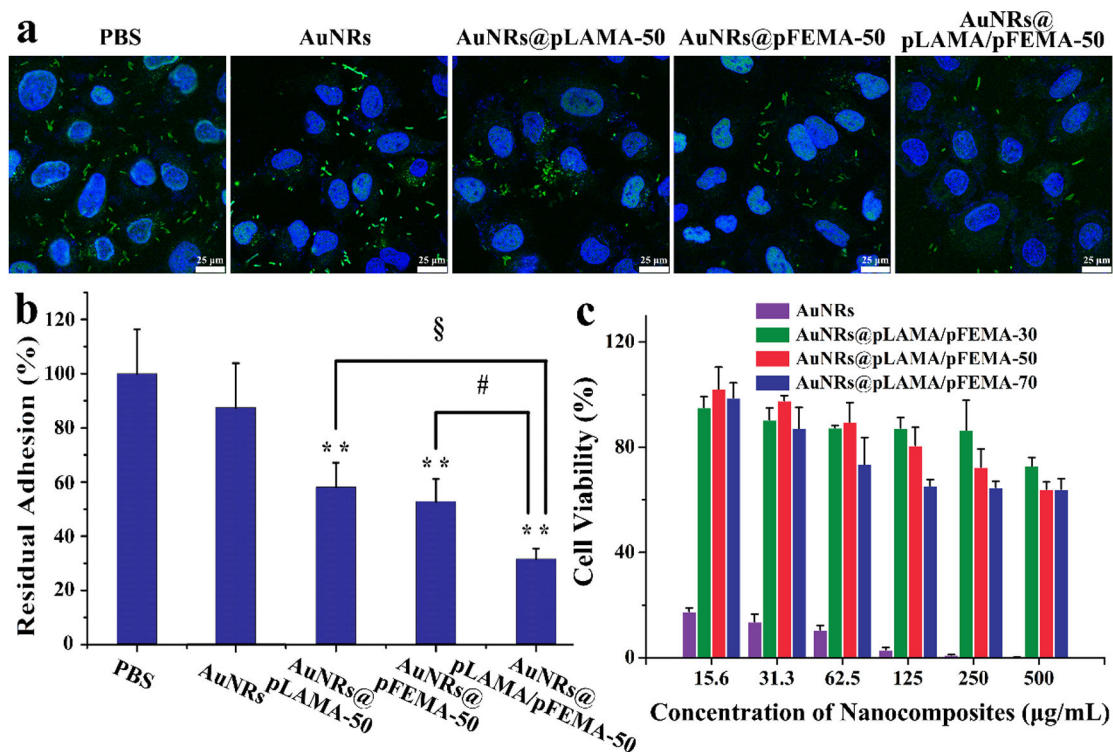 a
PBS
AuNRs
AuNRs@pLAMA-50
AuNRs@pFEMA-50
AuNRs@
pLAMA/pFEMA-50
25 μm
25 μm
25 μm
25 μm
25 μm
b
Residual Adhesion (%)
120
100
80
60
40
20
0
§
#
* *
* *
* *
PBS
AuNRs
AuNRs@
pLAMA-50
AuNRs@
pFEMA-50
AuNRs@
pLAMA/pFEMA-50
c
AuNRs
AuNRs@pLAMA/pFEMA-30
AuNRs@pLAMA/pFEMA-50
AuNRs@pLAMA/pFEMA-70
Cell Viability (%)
120
60
0
15.6 31.3 62.5 125 250 500
Concentration of Nanocomposites (μg/mL)